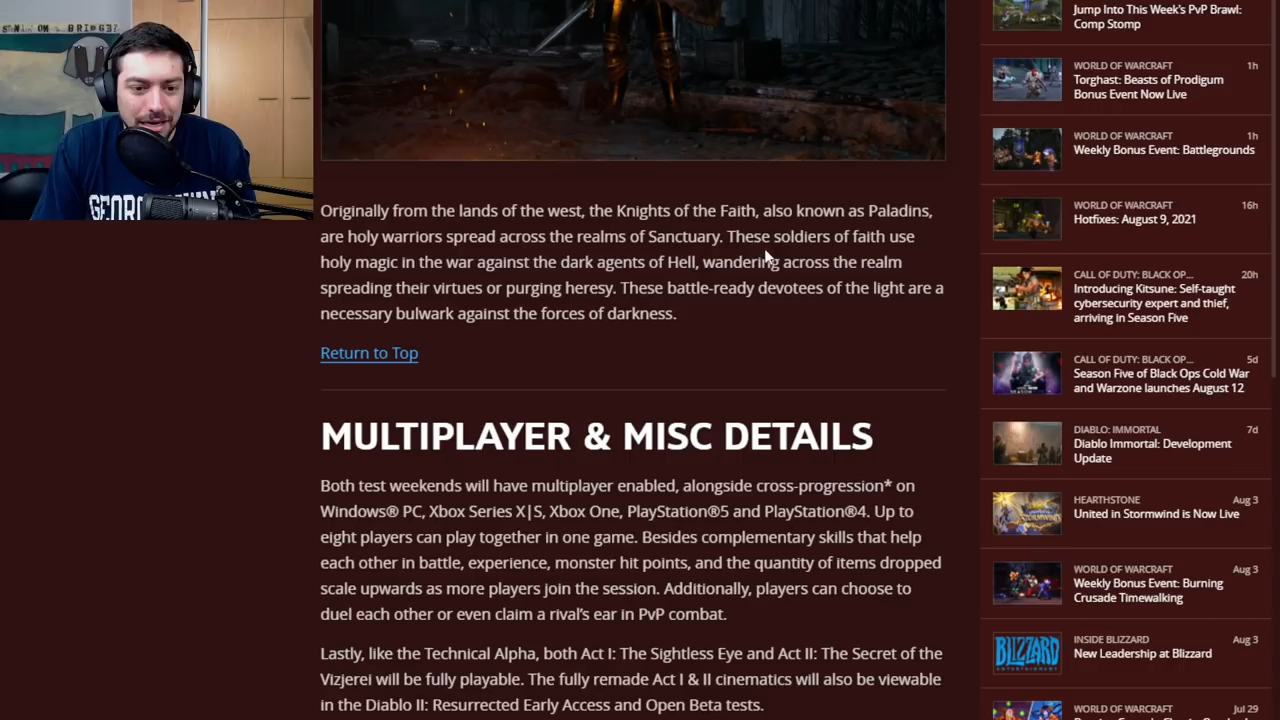 Originally from the lands of the west, the Knights of the Faith, also known as Paladins,
are holy warriors spread across the realms of Sanctuary. These soldiers of faith use
holy magic in the war against the dark agents of Hell, wandering across the realm
spreading their virtues or purging heresy. These battle-ready devotees of the light are a
necessary bulwark against the forces of darkness.
Return to Top
MULTIPLAYER & MISC DETAILS
Both test weekends will have multiplayer enabled, alongside cross-progression* on
Windows® PC, Xbox Series X|S, Xbox One, PlayStation®5 and PlayStation®4. Up to
eight players can play together in one game. Besides complementary skills that help
each other in battle, experience, monster hit points, and the quantity of items dropped
scale upwards as more players join the session. Additionally, players can choose to
duel each other or even claim a rival's ear in PvP combat.
Lastly, like the Technical Alpha, both Act I: The Sightless Eye and Act II: The Secret of the
Vizjerei will be fully playable. The fully remade Act I & II cinematics will also be viewable
in the Diablo II: Resurrected Early Access and Open Beta tests.
Jump Into This Week's PvP Brawl:
Comp Stomp
WORLD OF WARCRAFT 1h
Torghast: Beasts of Prodigum
Bonus Event Now Live
WORLD OF WARCRAFT 1h
Weekly Bonus Event: Battlegrounds
WORLD OF WARCRAFT 16h
Hotfixes: August 9, 2021
CALL OF DUTY: BLACK OP... 20h
Introducing Kitsune: Self-taught
cybersecurity expert and thief,
arriving in Season Five
CALL OF DUTY: BLACK OP... 5d
Season Five of Black Ops Cold War
and Warzone launches August 12
DIABLO: IMMORTAL 7d
Diablo Immortal: Development
Update
HEARTHSTONE Aug 3
United in Stormwind is Now Live
WORLD OF WARCRAFT Aug 3
Weekly Bonus Event: Burning
Crusade Timewalking
BLIZZARD
INSIDE BLIZZARD Aug 3
New Leadership at Blizzard
WORLD OF WARCRAFT Jul 29